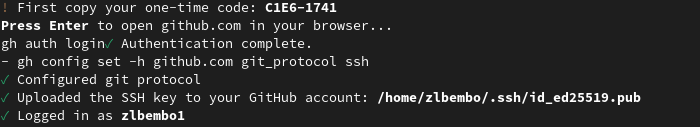 ! First copy your one-time code: C1E6-1741
Press Enter to open github.com in your browser...
gh auth login✓ Authentication complete.
- gh config set -h github.com git_protocol ssh
✓ Configured git protocol
✓ Uploaded the SSH key to your GitHub account: /home/zlbembo/.ssh/id_ed25519.pub
✓ Logged in as zlbembo1